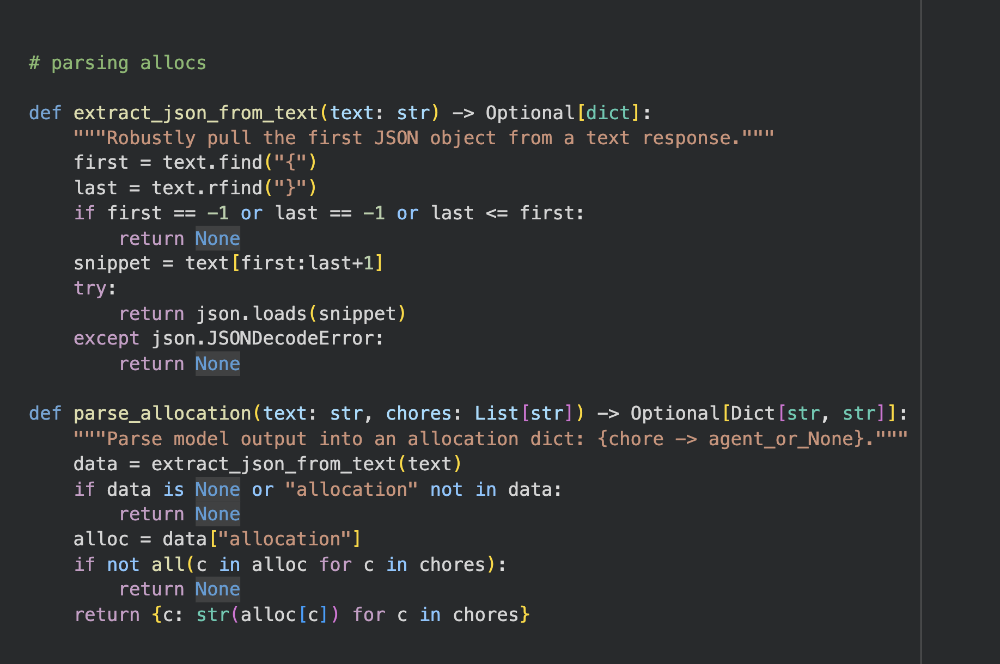 # parsing allocs
def extract_json_from_text(text: str) -> Optional[dict]:
    """Robustly pull the first JSON object from a text response."""
    first = text.find("{")
    last = text.rfind("}")
    if first == -1 or last == -1 or last <= first:
        return None
    snippet = text[first:last+1]
    try:
        return json.loads(snippet)
    except json.JSONDecodeError:
        return None
def parse_allocation(text: str, chores: List[str]) -> Optional[Dict[str, str]]:
    """Parse model output into an allocation dict: {chore -> agent_or_None}."""
    data = extract_json_from_text(text)
    if data is None or "allocation" not in data:
        return None
    alloc = data["allocation"]
    if not all(c in alloc for c in chores):
        return None
    return {c: str(alloc[c]) for c in chores}